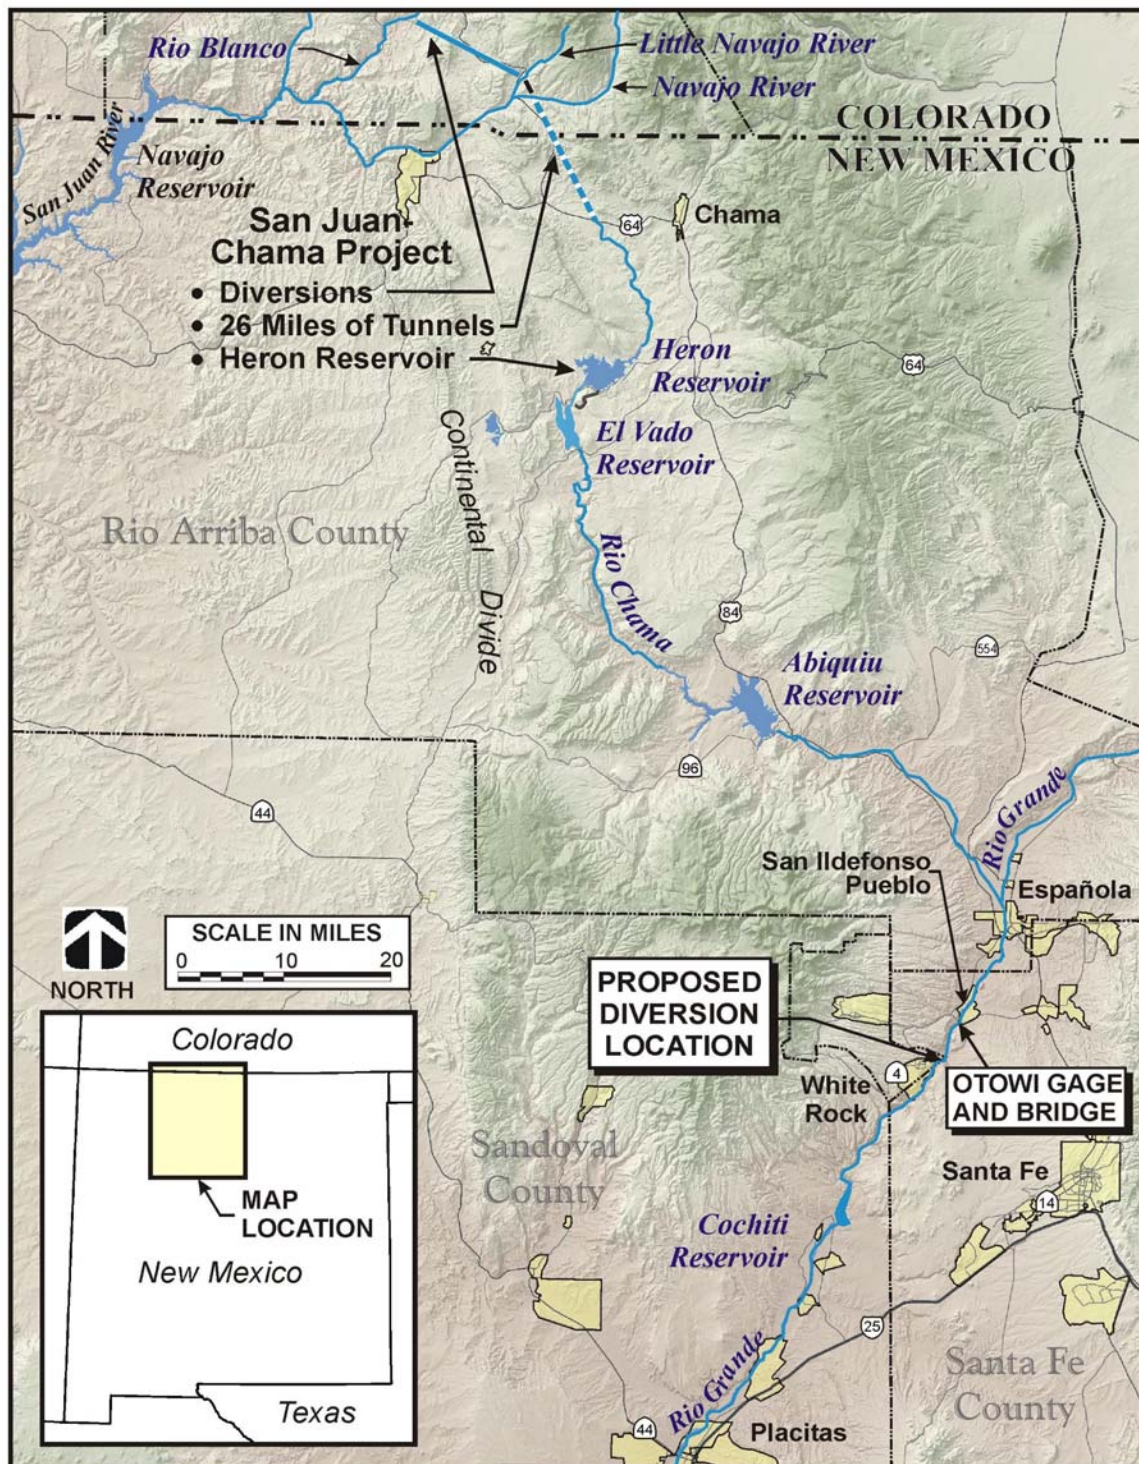 Rio Blanco
Little Navajo River
Navajo River
COLORADO
NEW MEXICO
San Juan River
Navajo
Reservoir
San Juan-
Chama Project
• Diversions
• 26 Miles of Tunnels
• Heron Reservoir
64
Chama
Heron
Reservoir
64
El Vado
Reservoir
Continental Divide
Rio Arriba County
Rio Chama
84
554
Abiquiu
Reservoir
96
44
Rio Grande
San Ildefonso
Pueblo
Española
NORTH
SCALE IN MILES
0 10 20
PROPOSED
DIVERSION
LOCATION
4
White
Rock
OTOWI GAGE
AND BRIDGE
Colorado
MAP
LOCATION
New Mexico
Texas
Sandoval
County
Santa Fe
14
Cochiti
Reservoir
25
Rio Grande
Santa Fe
County
44
Placitas